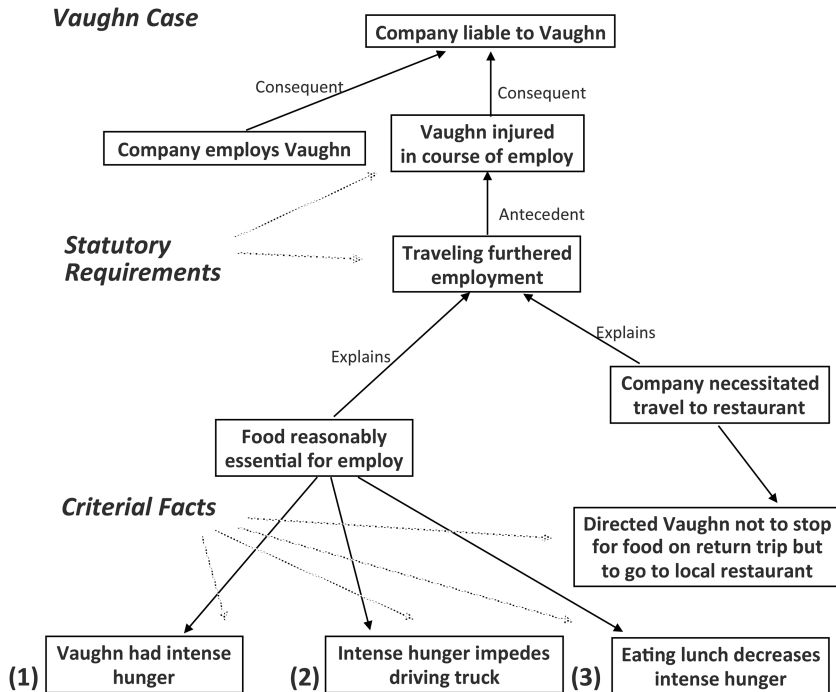 Vaughn Case
Company liable to Vaughn
Consequent
Consequent
Company employs Vaughn
Vaughn injured
in course of employ
Antecedent
Statutory
Requirements
Traveling furthered
employment
Explains
Explains
Company necessitated
travel to restaurant
Food reasonably
essential for employ
Criterial Facts
Directed Vaughn not to stop
for food on return trip but
to go to local restaurant
(1)
Vaughn had intense
hunger
(2)
Intense hunger impedes
driving truck
(3)
Eating lunch decreases
intense hunger